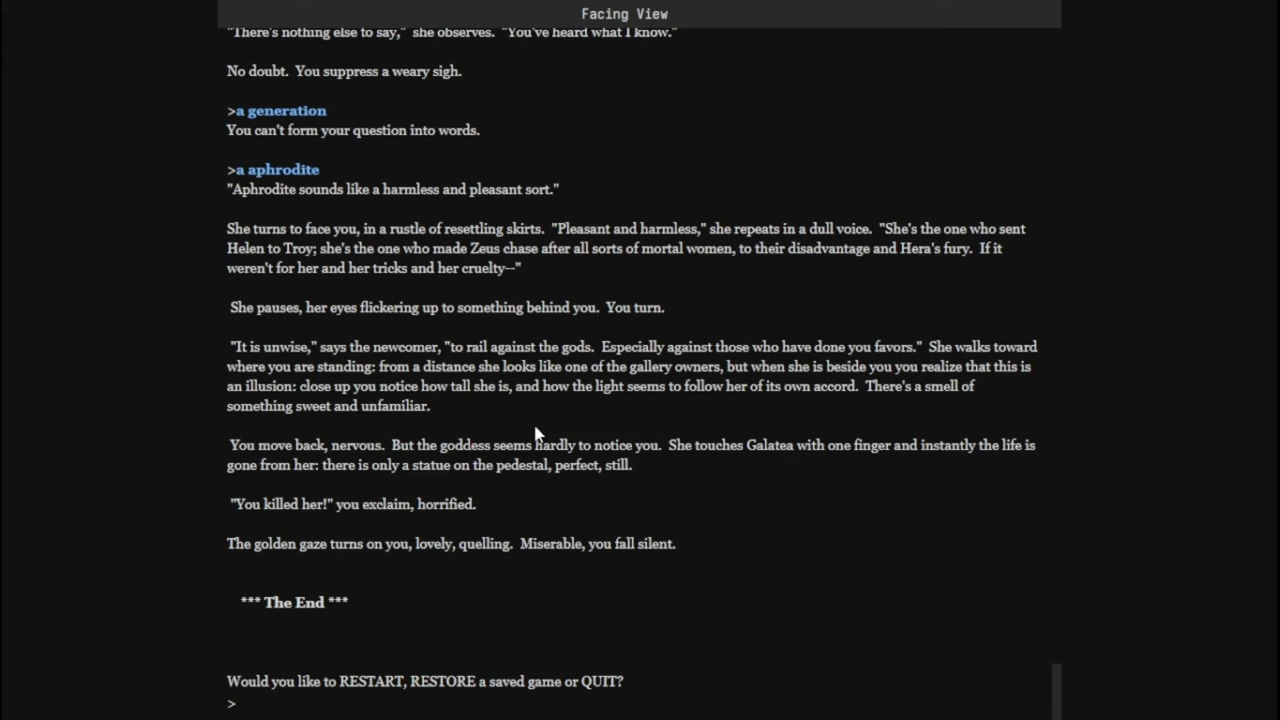 Facing View
"There's nothing else to say," she observes. "You've heard what I know."
No doubt. You suppress a weary sigh.
>a generation
You can't form your question into words.
>a aphrodite
"Aphrodite sounds like a harmless and pleasant sort."
She turns to face you, in a rustle of resettling skirts. "Pleasant and harmless," she repeats in a dull voice. "She's the one who sent
Helen to Troy; she's the one who made Zeus chase after all sorts of mortal women, to their disadvantage and Hera's fury. If it
weren't for her and her tricks and her cruelty--"
She pauses, her eyes flickering up to something behind you. You turn.
"It is unwise," says the newcomer, "to rail against the gods. Especially against those who have done you favors." She walks toward
where you are standing: from a distance she looks like one of the gallery owners, but when she is beside you you realize that this is
an illusion: close up you notice how tall she is, and how the light seems to follow her of its own accord. There's a smell of
something sweet and unfamiliar.
You move back, nervous. But the goddess seems hardly to notice you. She touches Galatea with one finger and instantly the life is
gone from her: there is only a statue on the pedestal, perfect, still.
"You killed her!" you exclaim, horrified.
The golden gaze turns on you, lovely, quelling. Miserable, you fall silent.
*** The End ***
Would you like to RESTART, RESTORE a saved game or QUIT?
>